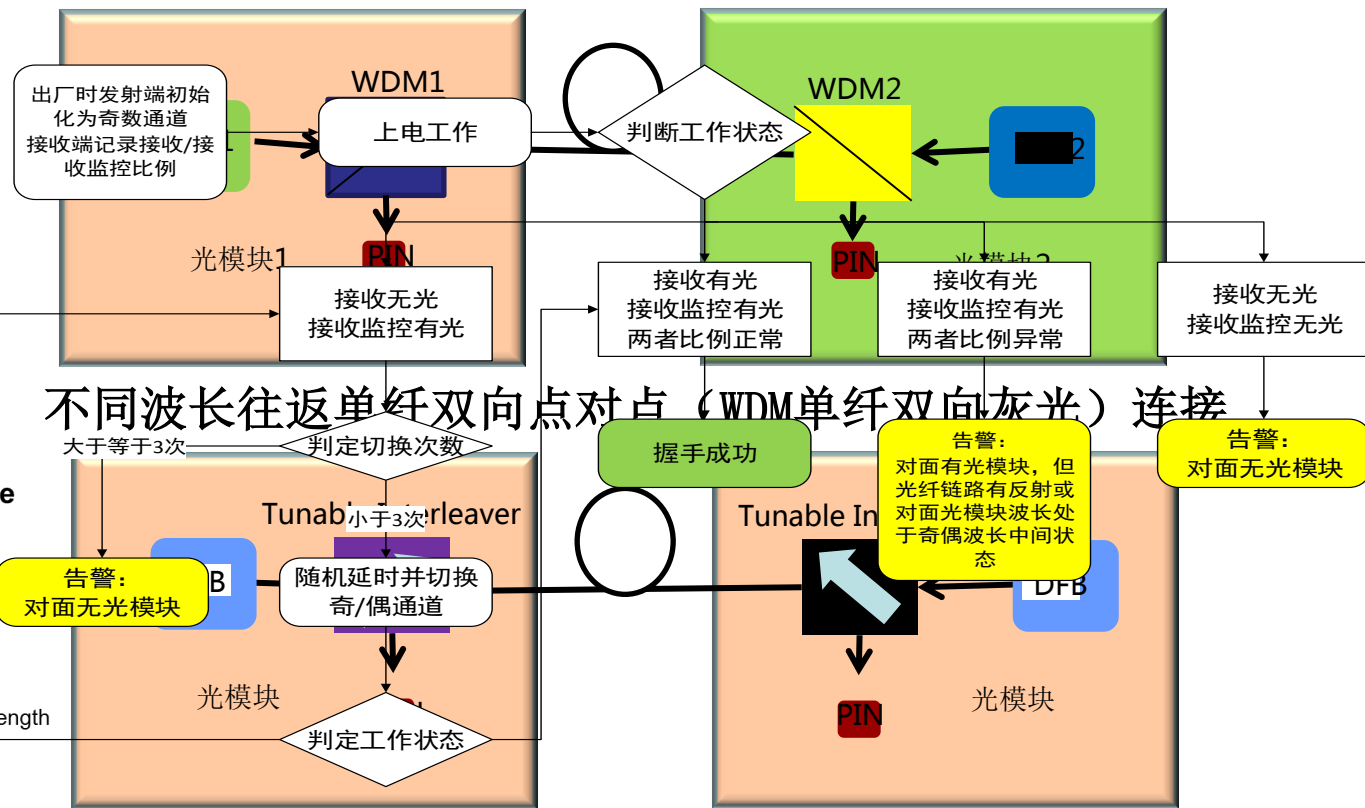 WDM1
WDM2
出厂时发射端初始
化为奇数通道
接收端记录接收/接
收监控比例
上电工作
判断工作状态
2
PIN
PIN
光模块1
接收无光
接收监控有光
接收有光
接收监控有光
两者比例正常
接收有光
接收监控有光
两者比例异常
接收无光
接收监控无光
不同波长往返单纤双向点对点（WDM单纤双向灰光）连接
大于等于3次
判定切换次数
握手成功
告警：
对面有光模块，但
光纤链路有反射或
对面光模块波长处
于奇偶波长中间状
态
告警：
对面无光模块
e
Tunab
erleaver
小于3次
Tunable In
告警：
对面无光模块
B
随机延时并切换
奇/偶通道
DFB
光模块
光模块
PIN
ength
判定工作状态